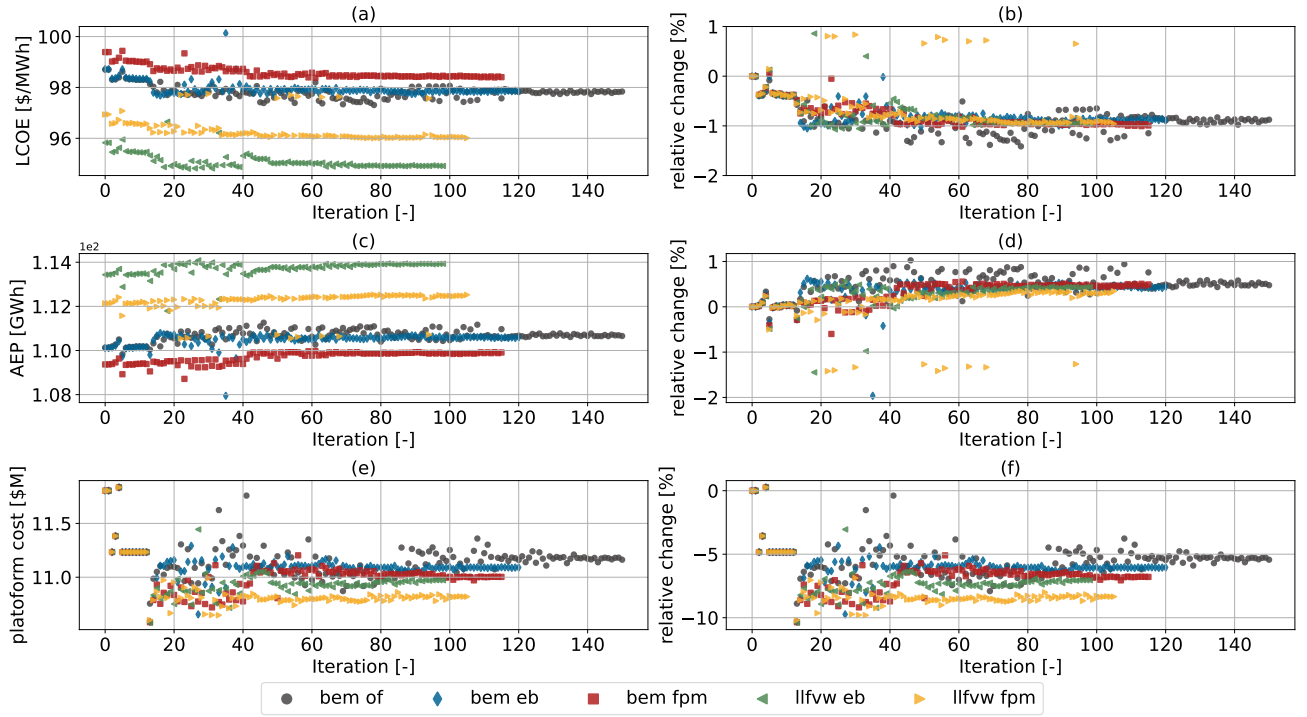 (a)
LCOE [$/MWh]
100
98
96
0 20 40 60 80 100 120 140
Iteration [-]
(b)
relative change [%]
1
0
−1
−2
0 20 40 60 80 100 120 140
Iteration [-]
(c)
1e2
AEP [GWh]
1.14
1.12
1.10
1.08
0 20 40 60 80 100 120 140
Iteration [-]
(d)
relative change [%]
1
0
−1
−2
0 20 40 60 80 100 120 140
Iteration [-]
(e)
platoform cost [$M]
11.5
11.0
0 20 40 60 80 100 120 140
Iteration [-]
(f)
relative change [%]
0
−5
−10
0 20 40 60 80 100 120 140
Iteration [-]
bem of bem eb bem fpm llfvw eb llfvw fpm